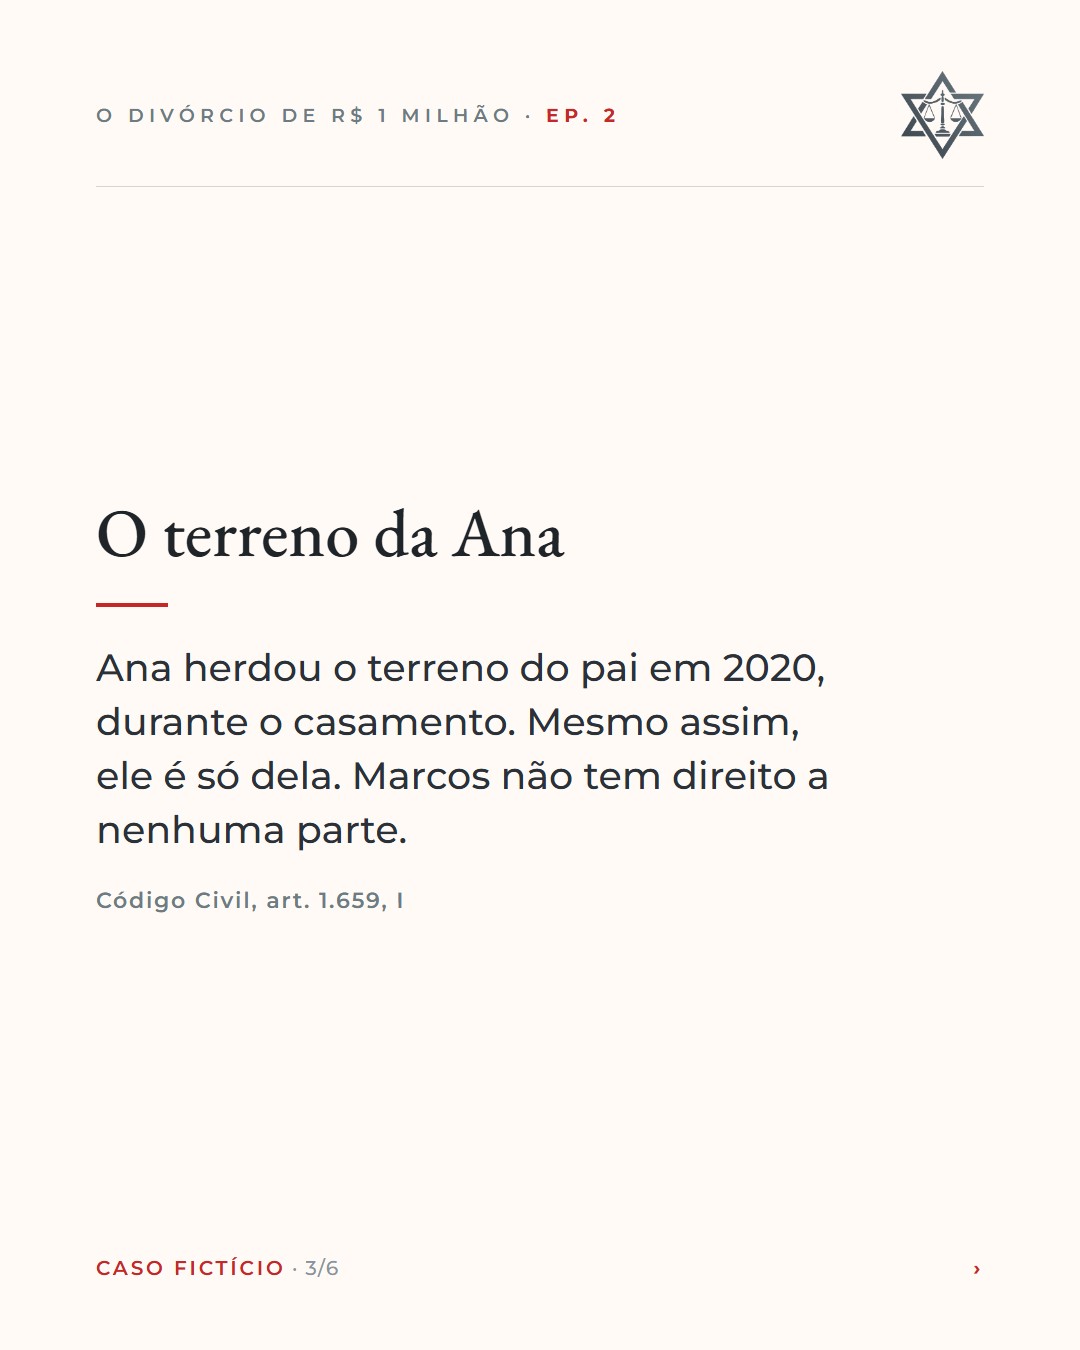 O DIVÓRCIO DE R$ 1 MILHÃO · EP. 2
O terreno da Ana
Ana herdou o terreno do pai em 2020,
durante o casamento. Mesmo assim,
ele é só dela. Marcos não tem direito a
nenhuma parte.
Código Civil, art. 1.659, I
CASO FICTÍCIO · 3/6 ›